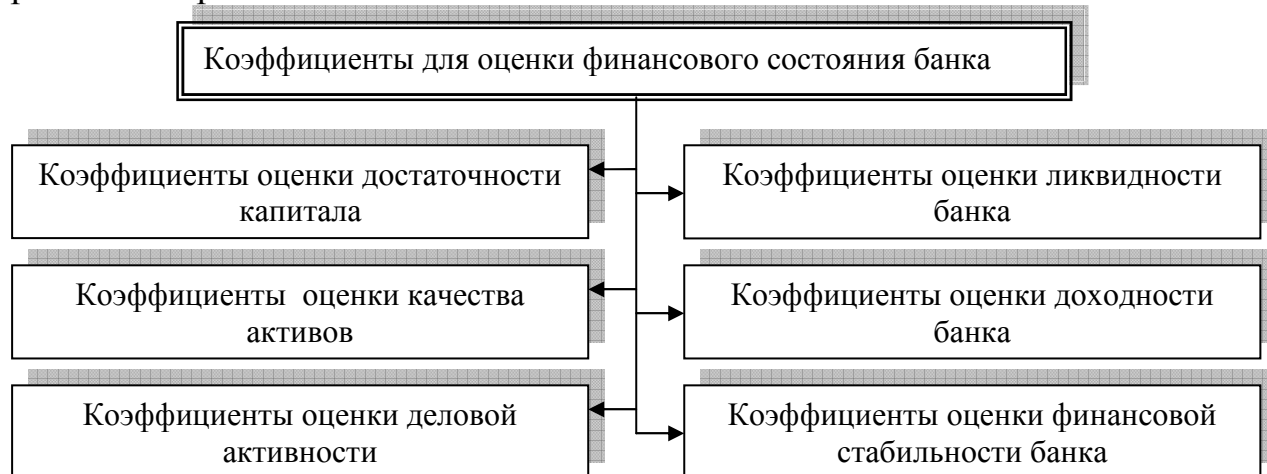 Коэффициенты для оценки финансового состояния банка
Коэффициенты оценки достаточности
капитала
Коэффициенты оценки ликвидности
банка
Коэффициенты оценки качества
активов
Коэффициенты оценки доходности
банка
Коэффициенты оценки деловой
активности
Коэффициенты оценки финансовой
стабильности банка